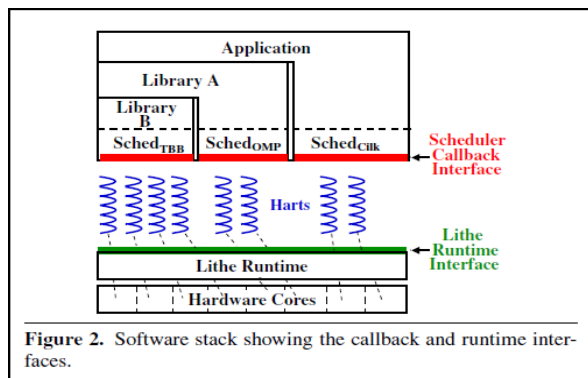 Application
Library A
Library
B
SchedTBB SchedOMP SchedCilk
Scheduler
Callback
Interface
Harts
Lithe
Runtime
Interface
Lithe Runtime
Hardware Cores
Figure 2. Software stack showing the callback and runtime inter-
faces.